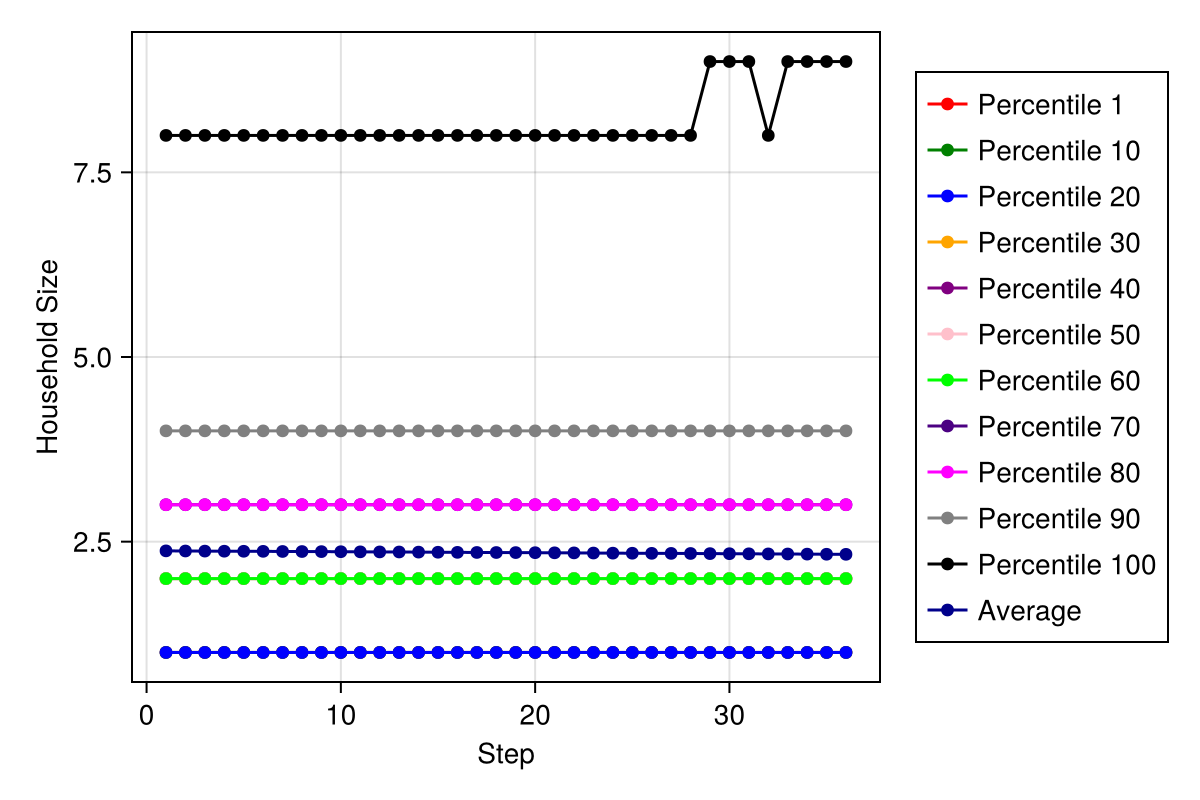 7.5
5.0
2.5
Household Size
0 10 20 30
Step
Percentile 1
Percentile 10
Percentile 20
Percentile 30
Percentile 40
Percentile 50
Percentile 60
Percentile 70
Percentile 80
Percentile 90
Percentile 100
Average